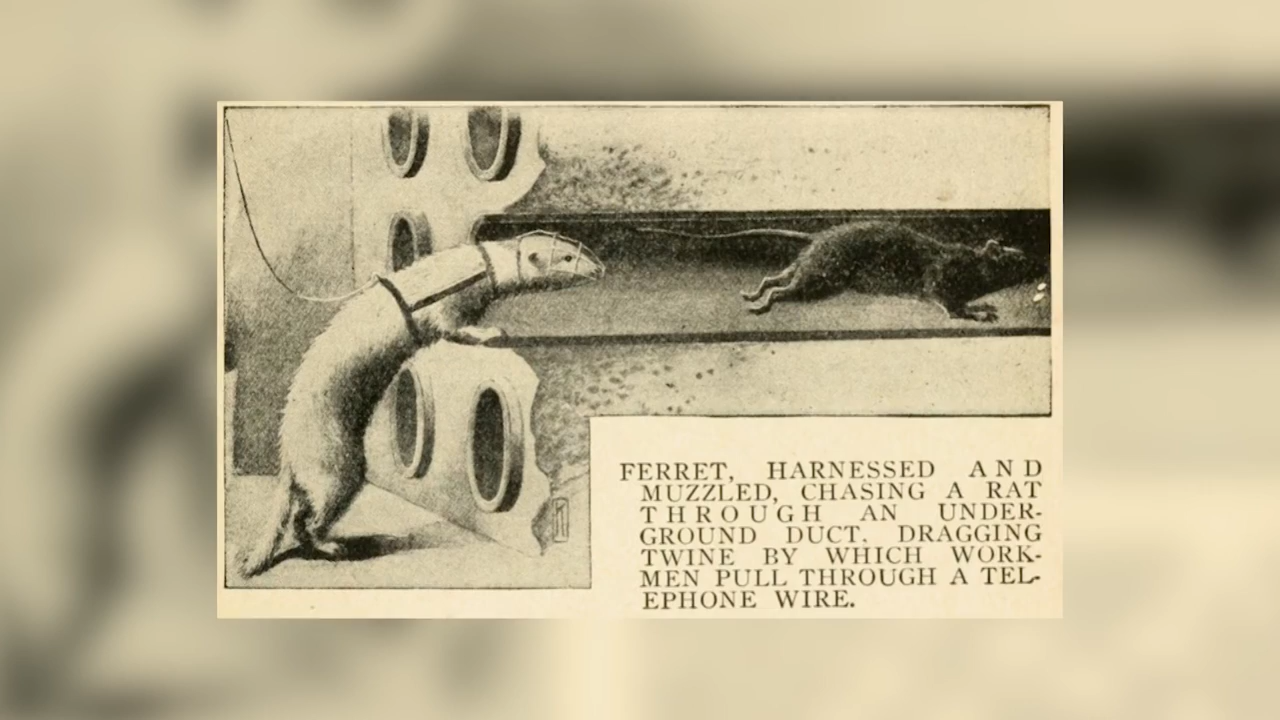 FERRET, HARNESSED AND
MUZZLED, CHASING A RAT
THROUGH AN UNDER-
GROUND DUCT, DRAGGING
TWINE BY WHICH WORK-
MEN PULL THROUGH A TEL-
EPHONE WIRE.